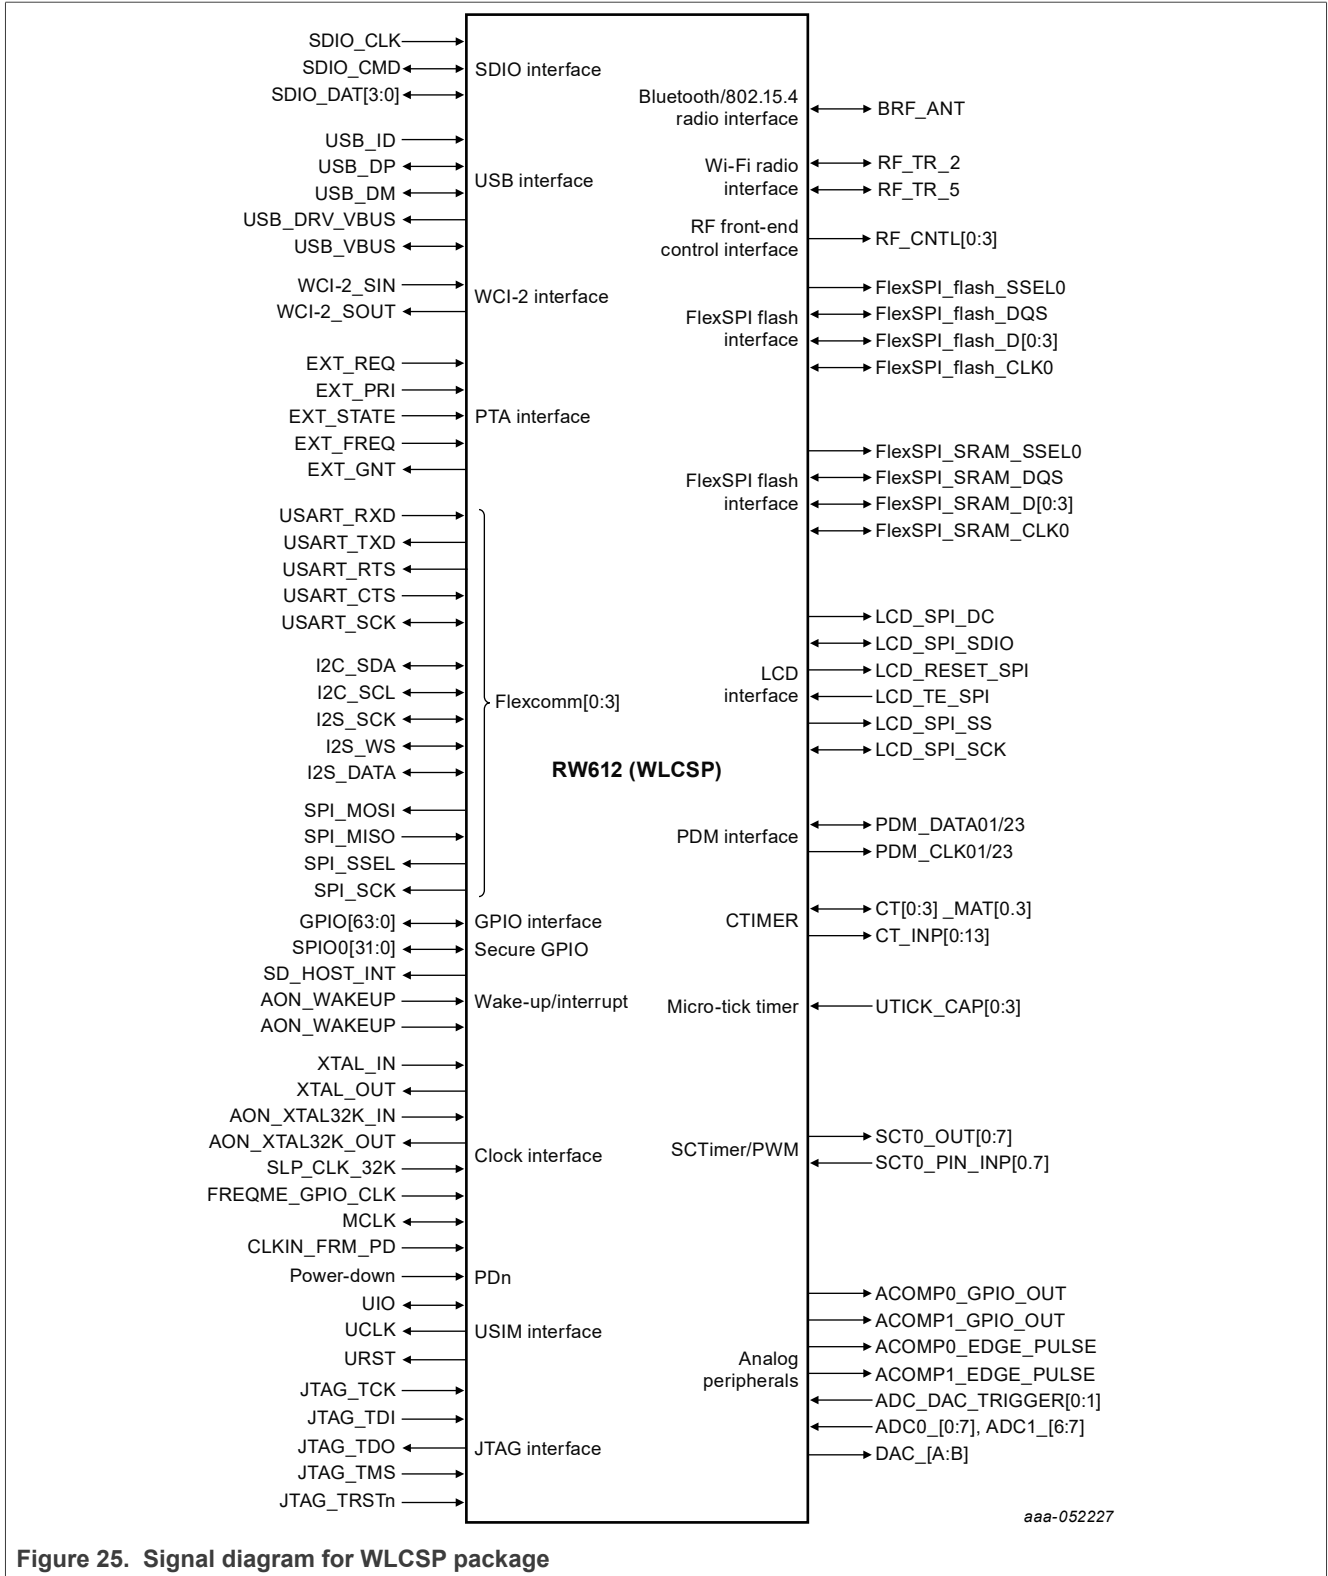 SDIO_CLK
SDIO_CMD
SDIO_DAT[3:0]
SDIO interface
USB_ID
USB_DP
USB_DM
USB_DRV_VBUS
USB_VBUS
USB interface
WCI-2_SIN
WCI-2_SOUT
WCI-2 interface
EXT_REQ
EXT_PRI
EXT_STATE
EXT_FREQ
EXT_GNT
PTA interface
USART_RXD
USART_TXD
USART_RTS
USART_CTS
USART_SCK
I2C_SDA
I2C_SCL
I2S_SCK
I2S_WS
I2S_DATA
SPI_MOSI
SPI_MISO
SPI_SSEL
SPI_SCK
Flexcomm[0:3]
GPIO[63:0]
GPIO interface
SPIO0[31:0]
Secure GPIO
SD_HOST_INT
AON_WAKEUP
AON_WAKEUP
Wake-up/interrupt
XTAL_IN
XTAL_OUT
AON_XTAL32K_IN
AON_XTAL32K_OUT
SLP_CLK_32K
FREQME_GPIO_CLK
MCLK
CLKIN_FRM_PD
Clock interface
Power-down
PDn
UIO
UCLK
URST
USIM interface
JTAG_TCK
JTAG_TDI
JTAG_TDO
JTAG_TMS
JTAG_TRSTn
JTAG interface
RW612 (WLCSP)
Bluetooth/802.15.4
radio interface
BRF_ANT
Wi-Fi radio
interface
RF_TR_2
RF_TR_5
RF front-end
control interface
RF_CNTL[0:3]
FlexSPI flash
interface
FlexSPI_flash_SSEL0
FlexSPI_flash_DQS
FlexSPI_flash_D[0:3]
FlexSPI_flash_CLK0
FlexSPI flash
interface
FlexSPI_SRAM_SSEL0
FlexSPI_SRAM_DQS
FlexSPI_SRAM_D[0:3]
FlexSPI_SRAM_CLK0
LCD
interface
LCD_SPI_DC
LCD_SPI_SDIO
LCD_RESET_SPI
LCD_TE_SPI
LCD_SPI_SS
LCD_SPI_SCK
PDM interface
PDM_DATA01/23
PDM_CLK01/23
CTIMER
CT[0:3] _MAT[0.3]
CT_INP[0:13]
Micro-tick timer
UTICK_CAP[0:3]
SCTimer/PWM
SCT0_OUT[0:7]
SCT0_PIN_INP[0.7]
Analog
peripherals
ACOMP0_GPIO_OUT
ACOMP1_GPIO_OUT
ACOMP0_EDGE_PULSE
ACOMP1_EDGE_PULSE
ADC_DAC_TRIGGER[0:1]
ADC0_[0:7], ADC1_[6:7]
DAC_[A:B]
aaa-052227
Figure 25. Signal diagram for WLCSP package